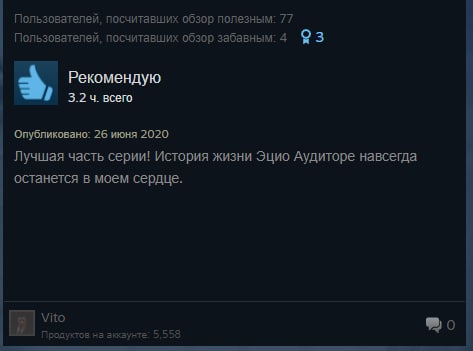 Пользователей, посчитавших обзор полезным: 77
Пользователей, посчитавших обзор забавным: 4 3
Рекомендую
3.2 ч. всего
Опубликовано: 26 июня 2020
Лучшая часть серии! История жизни Эцио Аудиторе навсегда
останется в моем сердце.
Vito
Продуктов на аккаунте: 5,558
0